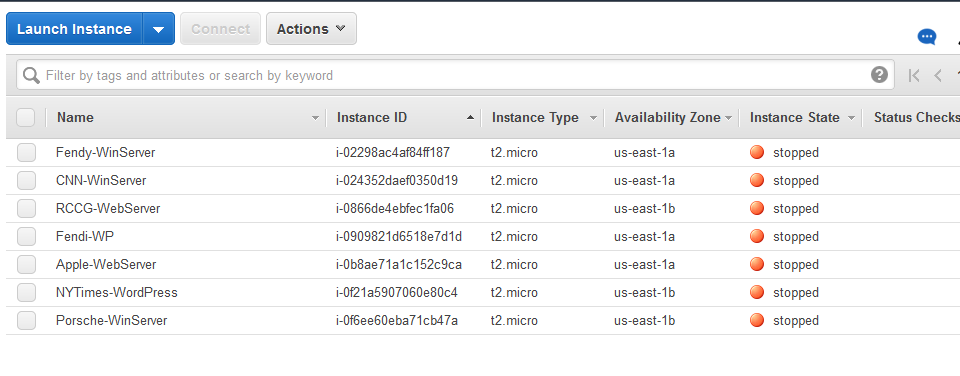 Launch Instance Connect Actions
Filter by tags and attributes or search by keyword
Name Instance ID Instance Type Availability Zone Instance State Status Checks
Fendy-WinServer i-02298ac4af84ff187 t2.micro us-east-1a stopped
CNN-WinServer i-024352daef0350d19 t2.micro us-east-1a stopped
RCCG-WebServer i-0866de4ebfec1fa06 t2.micro us-east-1b stopped
Fendi-WP i-0909821d6518e7d1d t2.micro us-east-1a stopped
Apple-WebServer i-0b8ae71a1c152c9ca t2.micro us-east-1a stopped
NYTimes-WordPress i-0f21a5907060e80c4 t2.micro us-east-1b stopped
Porsche-WinServer i-0f6ee60eba71cb47a t2.micro us-east-1b stopped